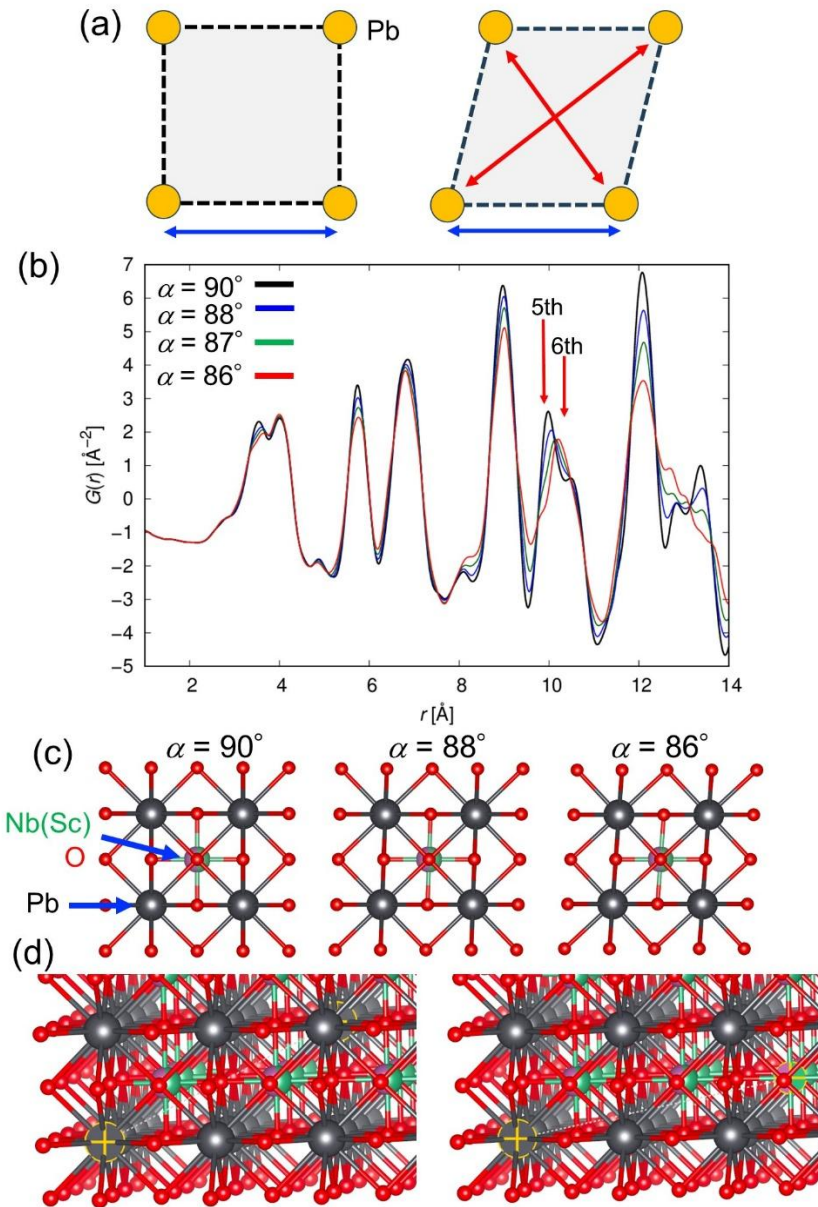 (a)
Pb
(b)
7
6
5
4
3
2
1
0
-1
-2
-3
-4
-5
G(r) [Å⁻²]
α = 90°
α = 88°
α = 87°
α = 86°
5th
6th
2 4 6 8 10 12 14
r [Å]
(c)
α = 90° α = 88° α = 86°
Nb(Sc)
O
Pb
(d)